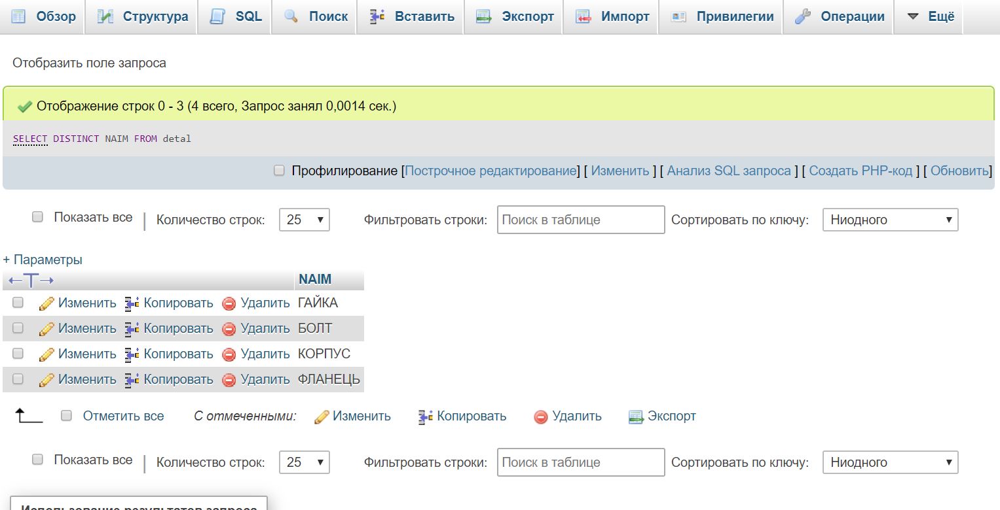 Обзор Структура SQL Поиск Вставить Экспорт Импорт Привилегии Операции Ещё
Отобразить поле запроса
Отображение строк 0 - 3 (4 всего, Запрос занял 0,0014 сек.)
SELECT DISTINCT NAIM FROM detal
Профилирование [Построчное редактирование] [ Изменить ] [ Анализ SQL запроса ] [ Создать PHP-код ] [ Обновить]
Показать все | Количество строк: 25 Фильтровать строки: Поиск в таблице Сортировать по ключу: Ниодного
+ Параметры
←T→ NAIM
Изменить Копировать Удалить ГАЙКА
Изменить Копировать Удалить БОЛТ
Изменить Копировать Удалить КОРПУС
Изменить Копировать Удалить ФЛАНЕЦЬ
Отметить все С отмеченными: Изменить Копировать Удалить Экспорт
Показать все | Количество строк: 25 Фильтровать строки: Поиск в таблице Сортировать по ключу: Ниодного
Использование результатов запроса